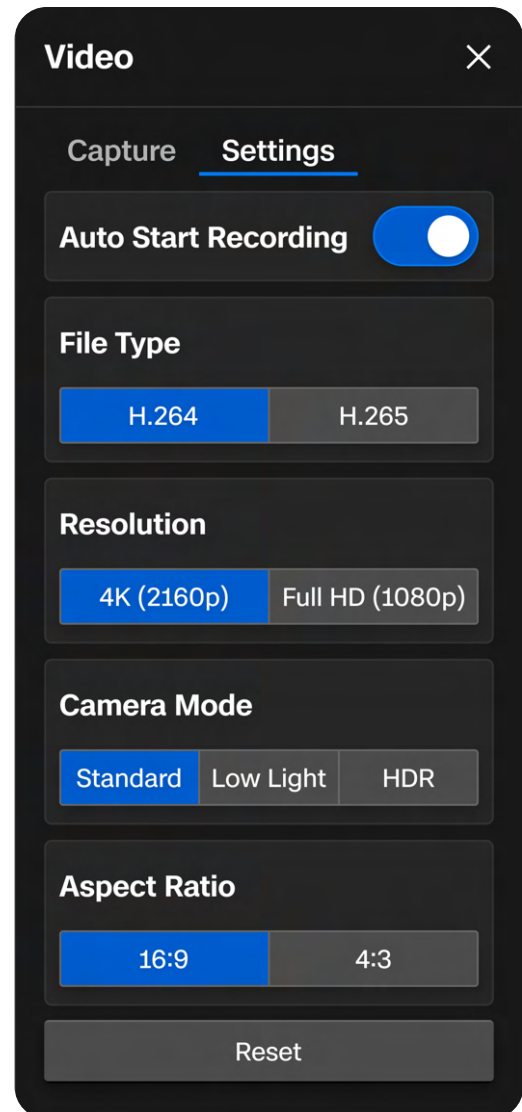 Video
Capture Settings
Auto Start Recording
File Type
H.264 H.265
Resolution
4K (2160p) Full HD (1080p)
Camera Mode
Standard Low Light HDR
Aspect Ratio
16:9 4:3
Reset